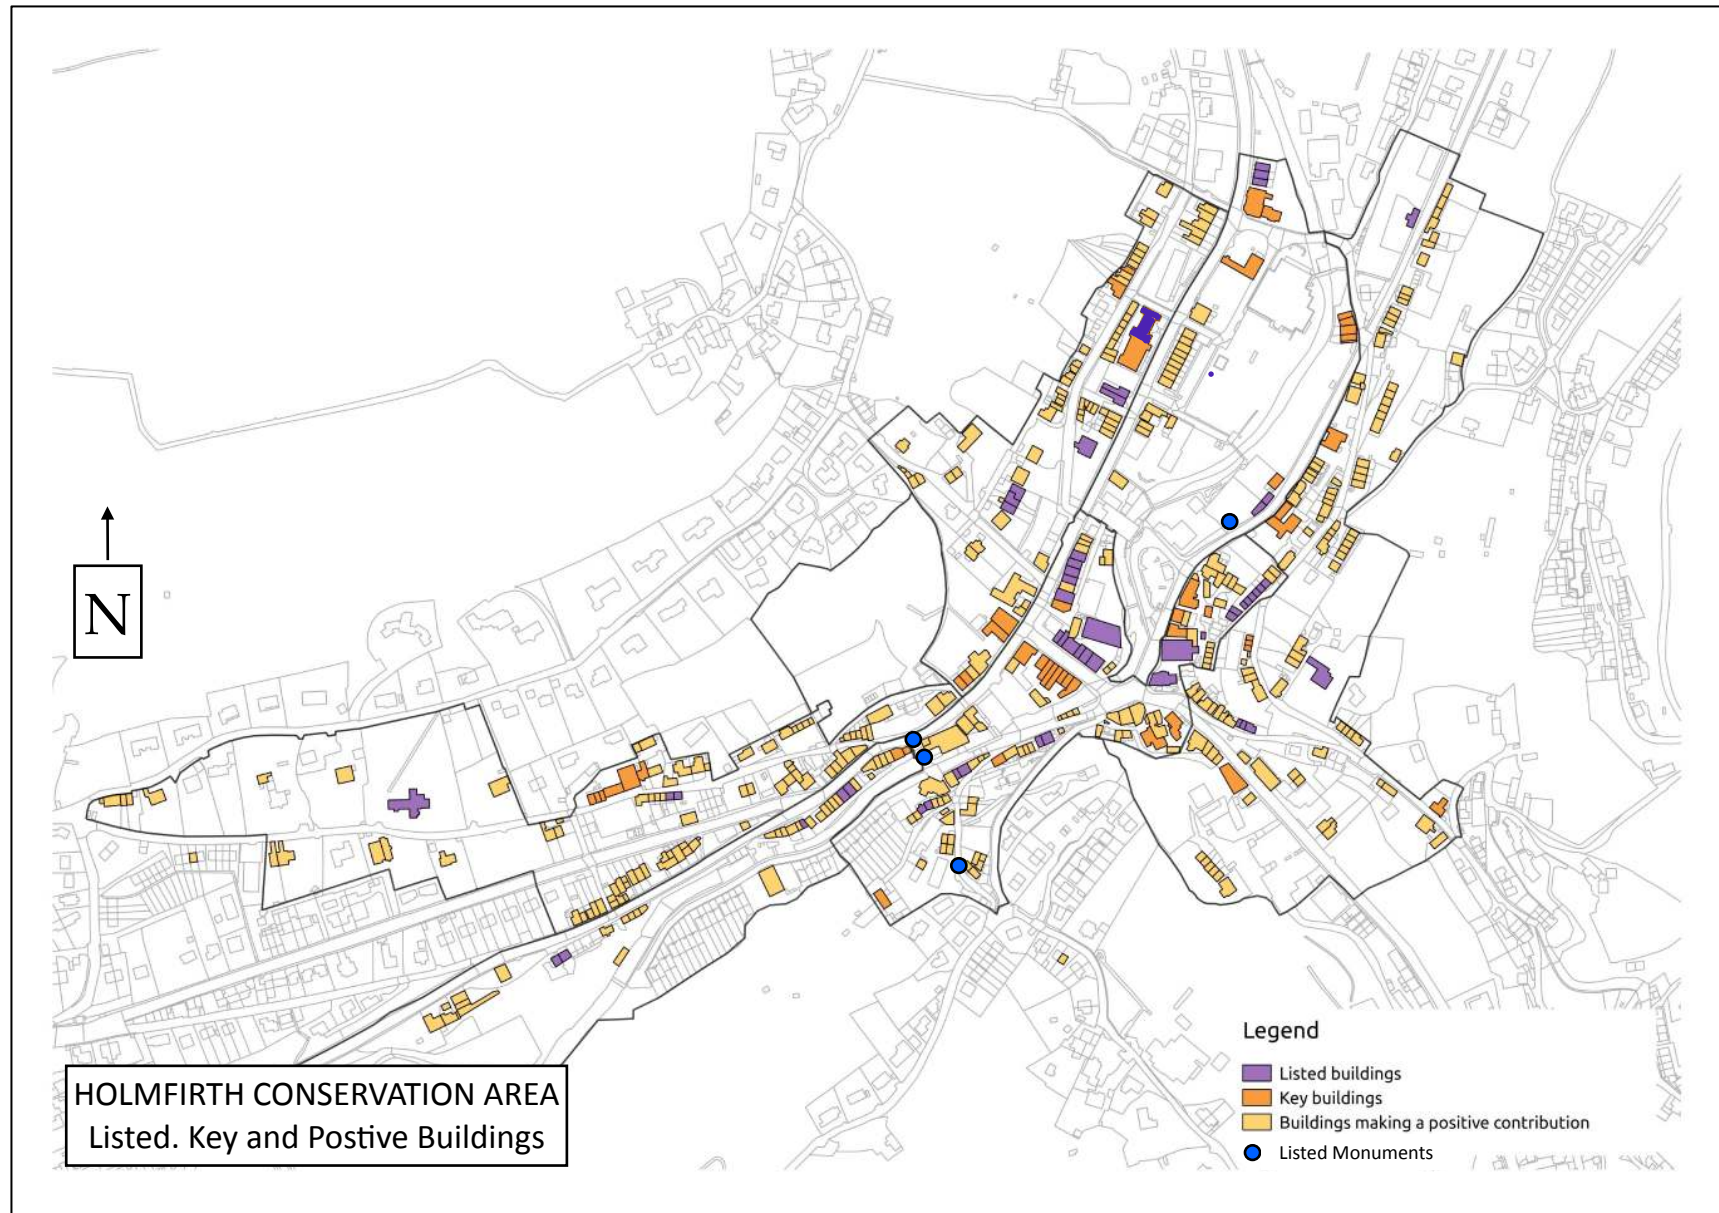 N
HOLMFIRTH CONSERVATION AREA
Listed. Key and Postive Buildings
Legend
Listed buildings
Key buildings
Buildings making a positive contribution
Listed Monuments